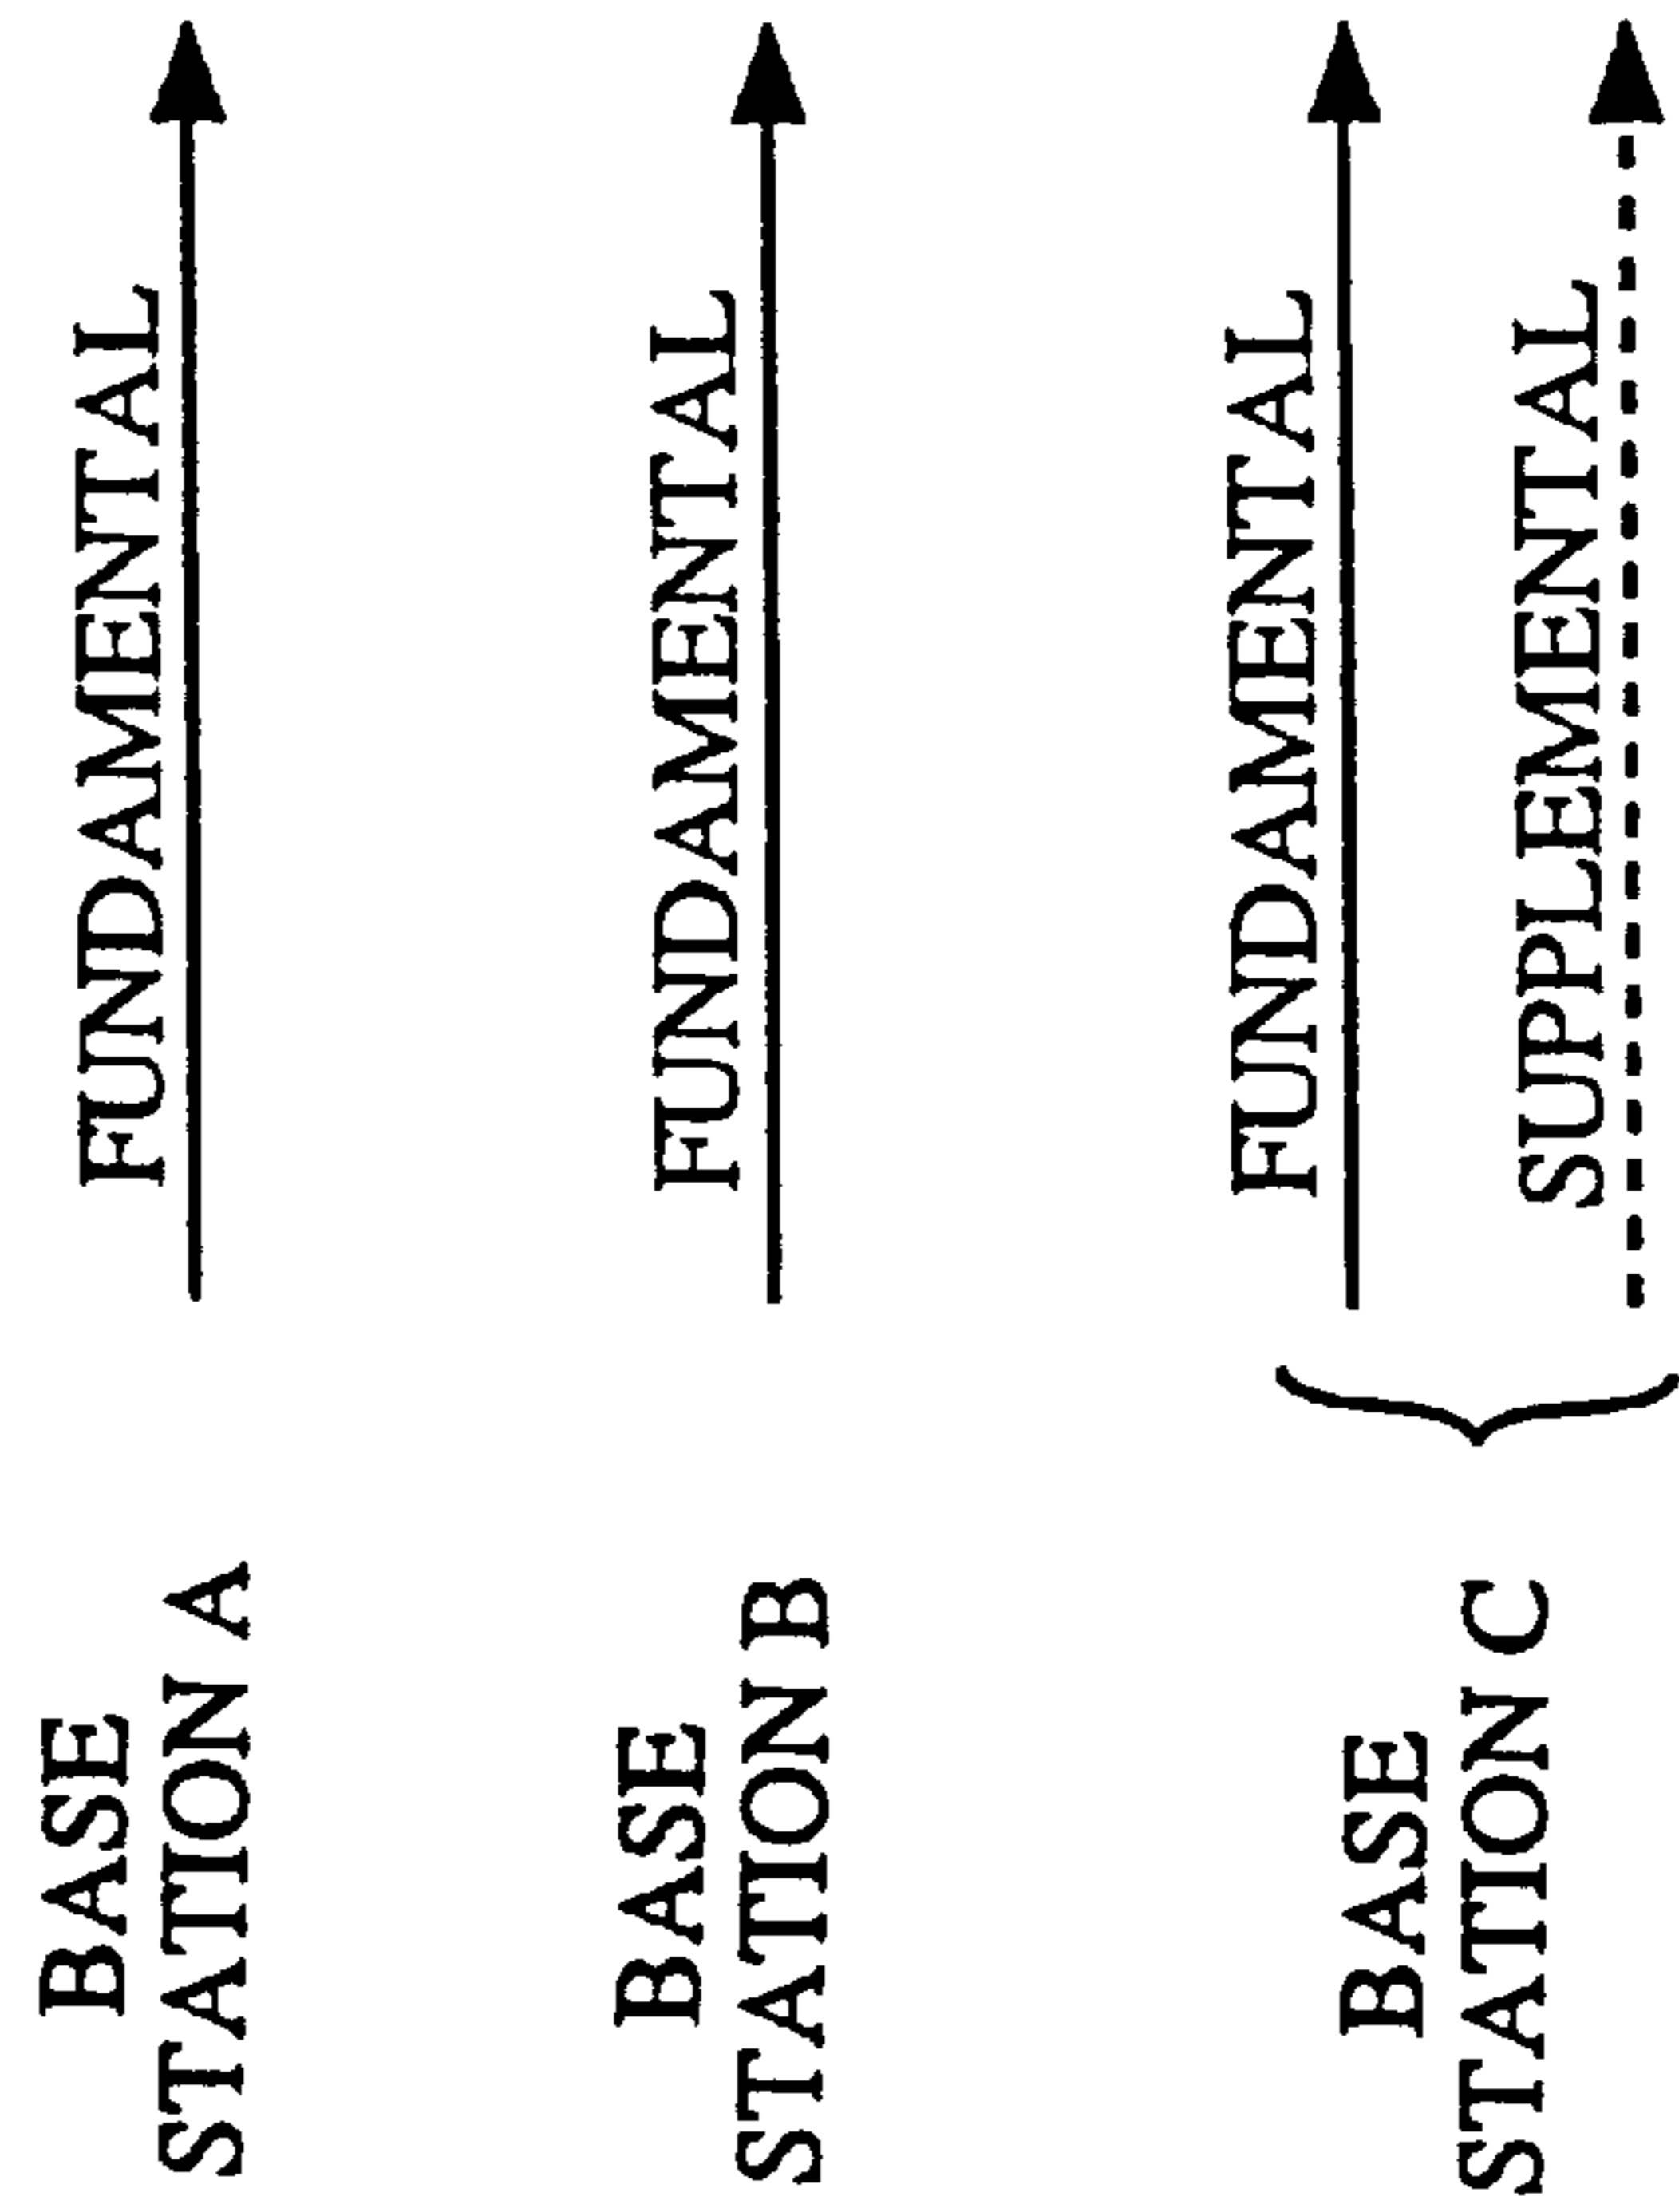 BASE
STATION A
FUNDAMENTAL
BASE
STATION B
FUNDAMENTAL
BASE
STATION C
FUNDAMENTAL
SUPPLEMENTAL